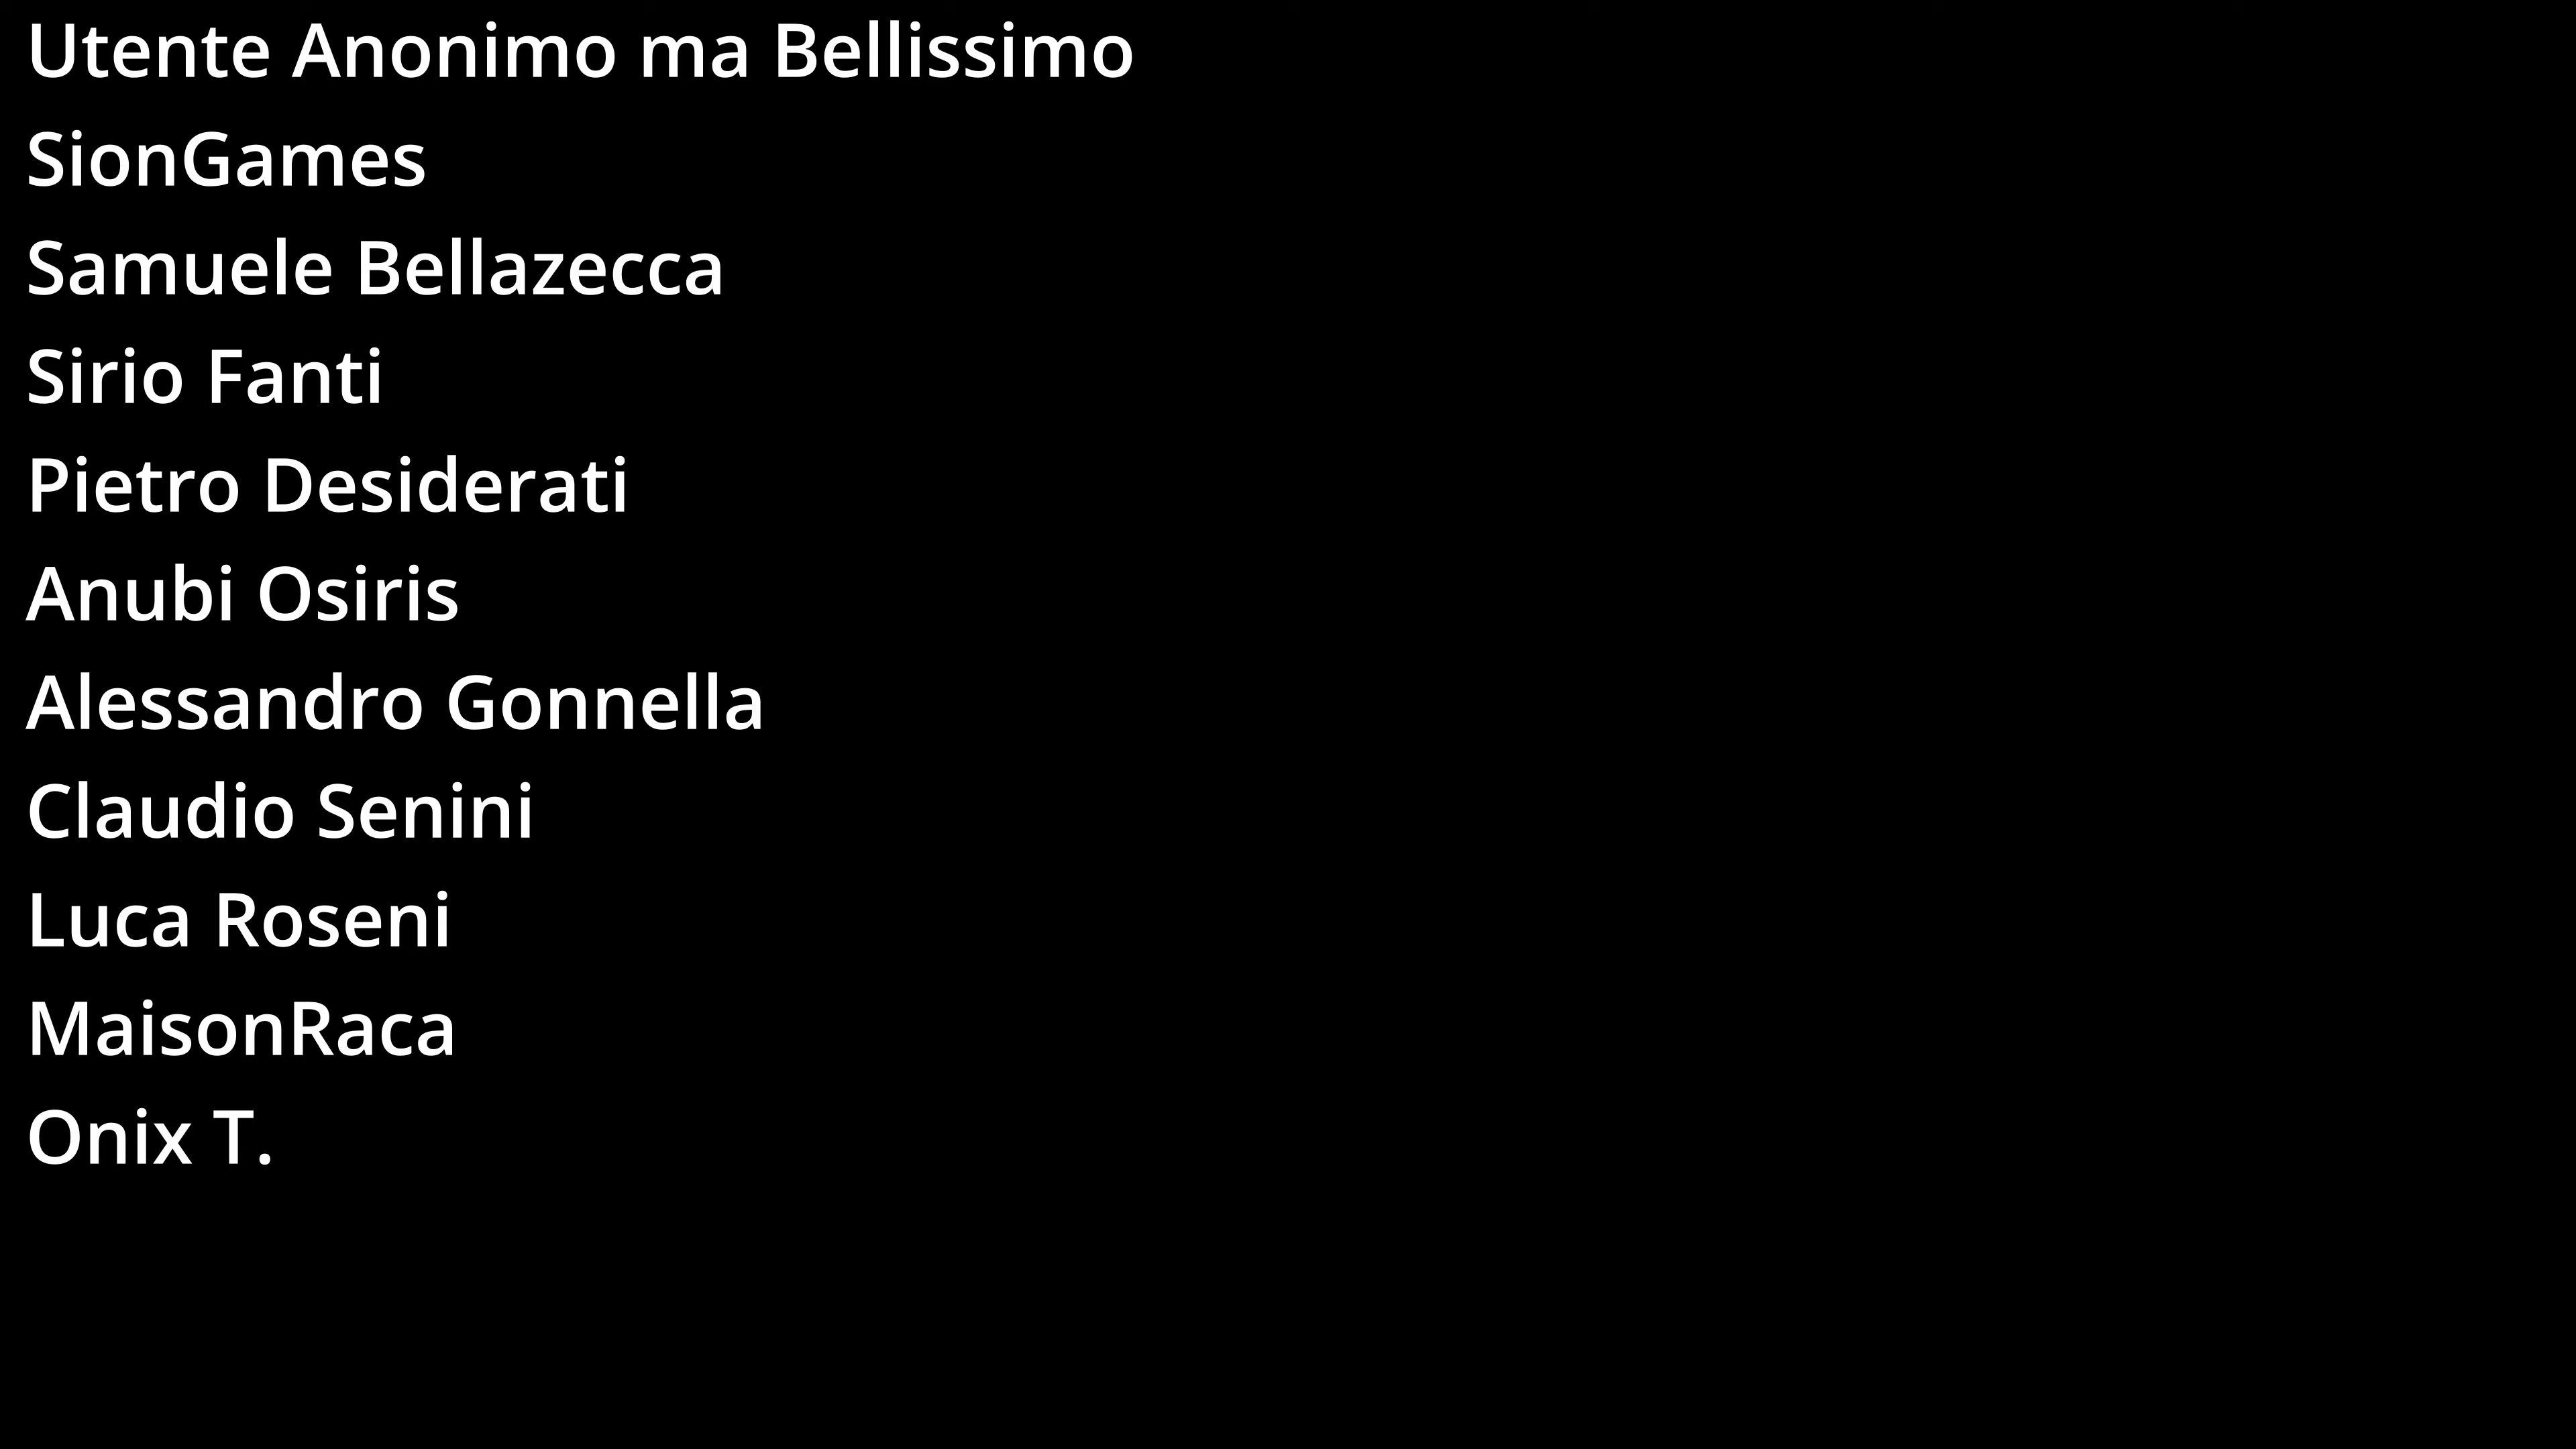 Utente Anonimo ma Bellissimo
SionGames
Samuele Bellazecca
Sirio Fanti
Pietro Desiderati
Anubi Osiris
Alessandro Gonnella
Claudio Senini
Luca Roseni
MaisonRaca
Onix T.